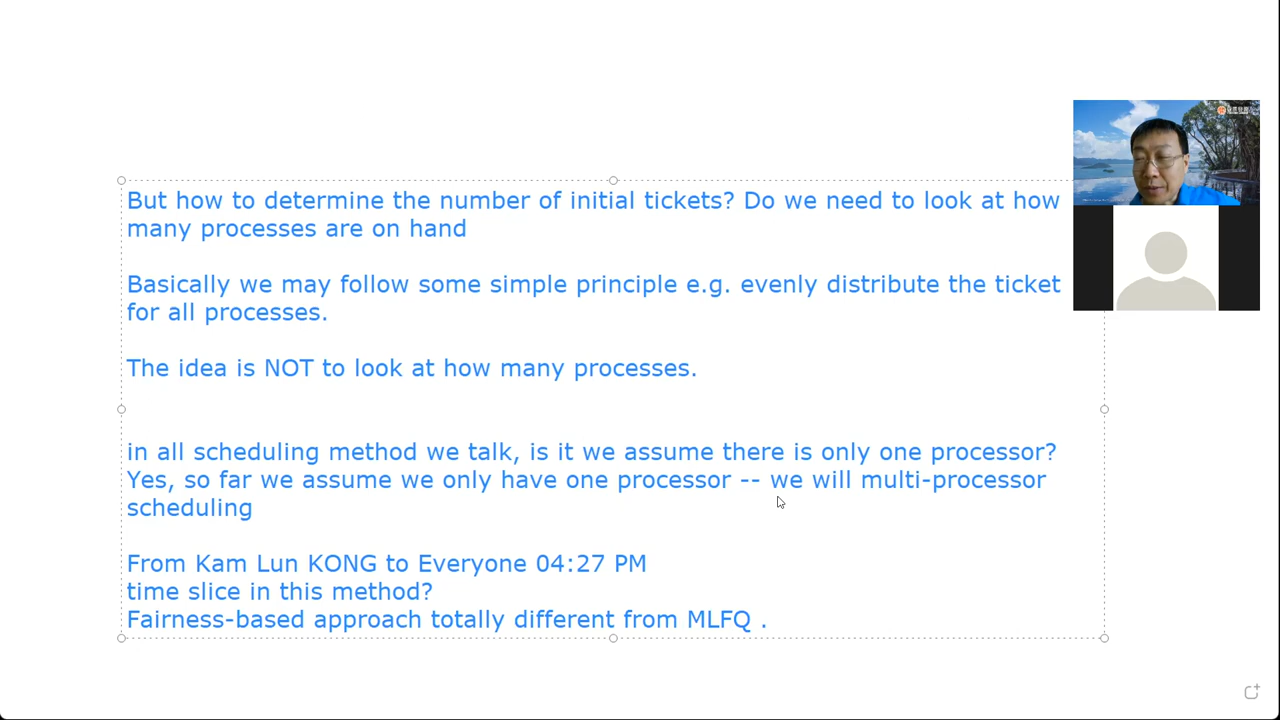 But how to determine the number of initial tickets? Do we need to look at how
many processes are on hand
Basically we may follow some simple principle e.g. evenly distribute the ticket
for all processes.
The idea is NOT to look at how many processes.
in all scheduling method we talk, is it we assume there is only one processor?
Yes, so far we assume we only have one processor -- we will multi-processor
scheduling
From Kam Lun KONG to Everyone 04:27 PM
time slice in this method?
Fairness-based approach totally different from MLFQ .